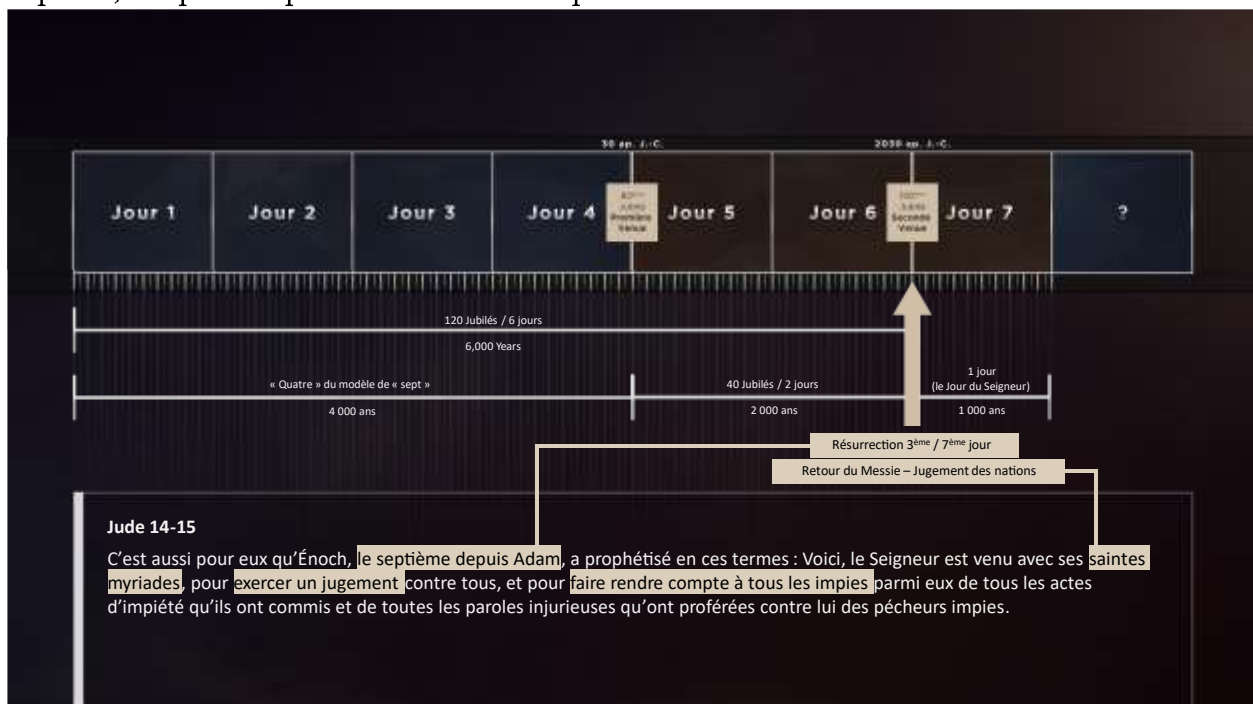 30 ap. J.-C.
2030 ap. J.-C.
Jour 1
Jour 2
Jour 3
Jour 4
Première
Venue
Jour 5
Jour 6
Seconde
Venue
Jour 7
?
120 Jubilés / 6 jours
6,000 Years
« Quatre » du modèle de « sept »
4 000 ans
40 Jubilés / 2 jours
2 000 ans
1 jour
(le Jour du Seigneur)
1 000 ans
Résurrection 3ème / 7ème jour
Retour du Messie – Jugement des nations
Jude 14-15
C’est aussi pour eux qu’Énoch, le septième depuis Adam, a prophétisé en ces termes : Voici, le Seigneur est venu avec ses saintes
myriades, pour exercer un jugement contre tous, et pour faire rendre compte à tous les impies parmi eux de tous les actes
d’impiété qu’ils ont commis et de toutes les paroles injurieuses qu’ont proférées contre lui des pécheurs impies.